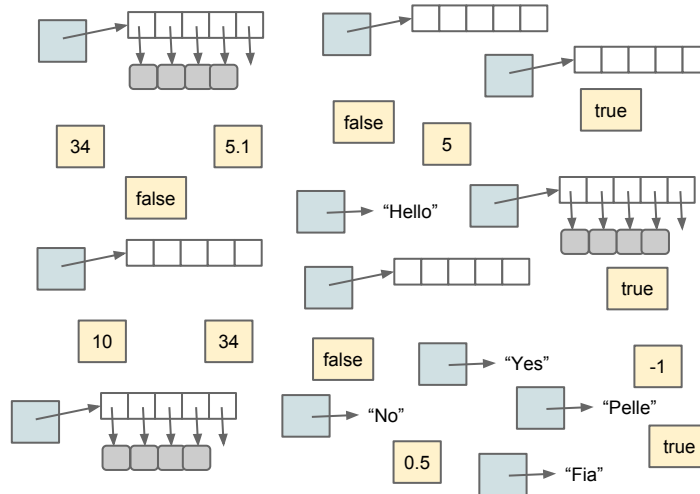 false
true
34
5.1
5
false
“Hello”
true
10
34
false
“Yes”
-1
“No”
“Pelle”
true
0.5
“Fia”